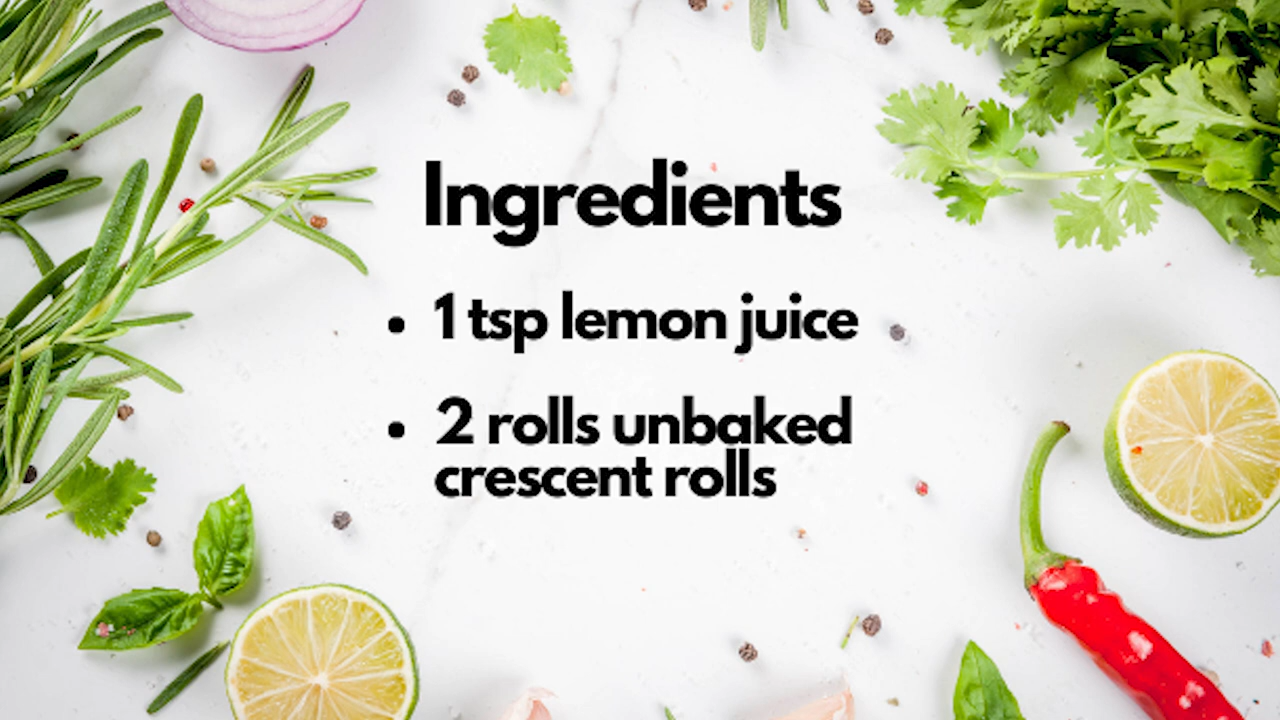 Ingredients
• 1 tsp lemon juice
• 2 rolls unbaked
crescent rolls